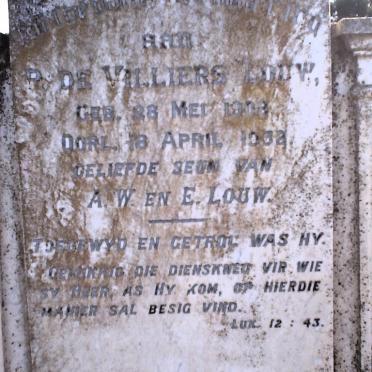 AAN
P. DE VILLIERS LOUW,
GEB. 28 MEI
OORL. 18 APRIL
GELIEFDE SEUN VAN
A. W. EN E. LOUW.
TOEGEWYD EN GETROU WAS HY.
GELUKKIG DIE DIENSKNEG VIR WIE
SY HEER, AS HY KOM, OP HIERDIE
MANIER SAL BESIG VIND.
LUK. 12 : 43.